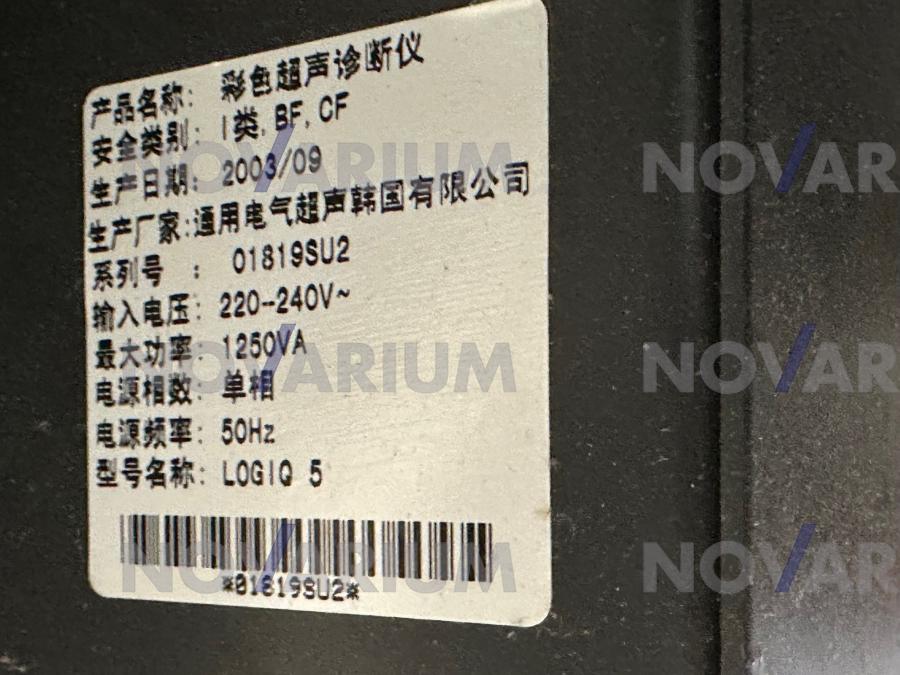 产品名称: 彩色超声诊断仪
安全类别: I类, BF, CF
生产日期: 2003/09
生产厂家:通用电气超声韩国有限公司
系列号 : 01819SU2
输入电压: 220-240V~
最大功率: 1250VA
电源相数: 单相
电源频率: 50Hz
型号名称: LOGIQ 5
*01819SU2*
NOVARIUM
NOVAR
NOVARIUM
NOVAR
NOVARIUM
NOVAR